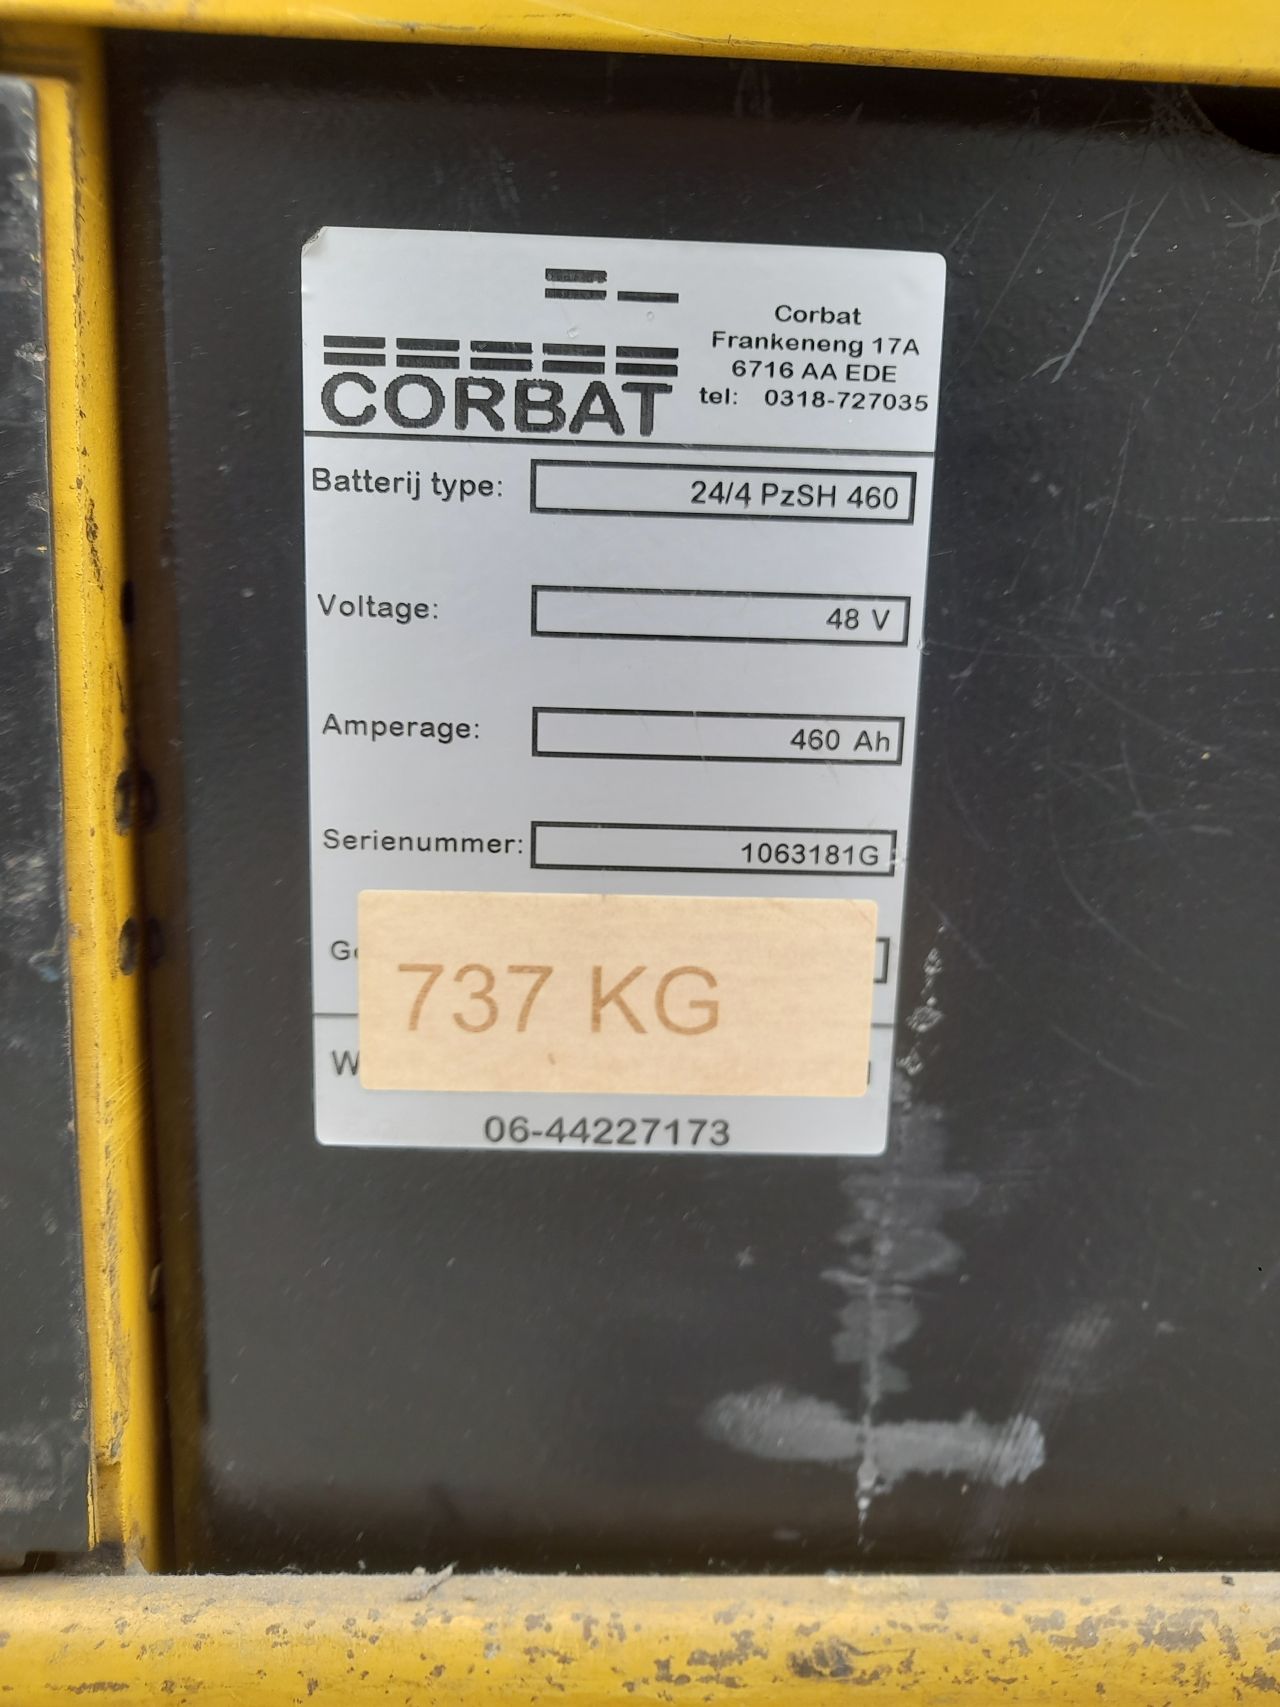 CORBAT
Corbat
Frankeneng 17A
6716 AA EDE
tel: 0318-727035
Batterij type: 24/4 PzSH 460
Voltage: 48 V
Amperage: 460 Ah
Serienummer: 1063181G
737 KG
06-44227173